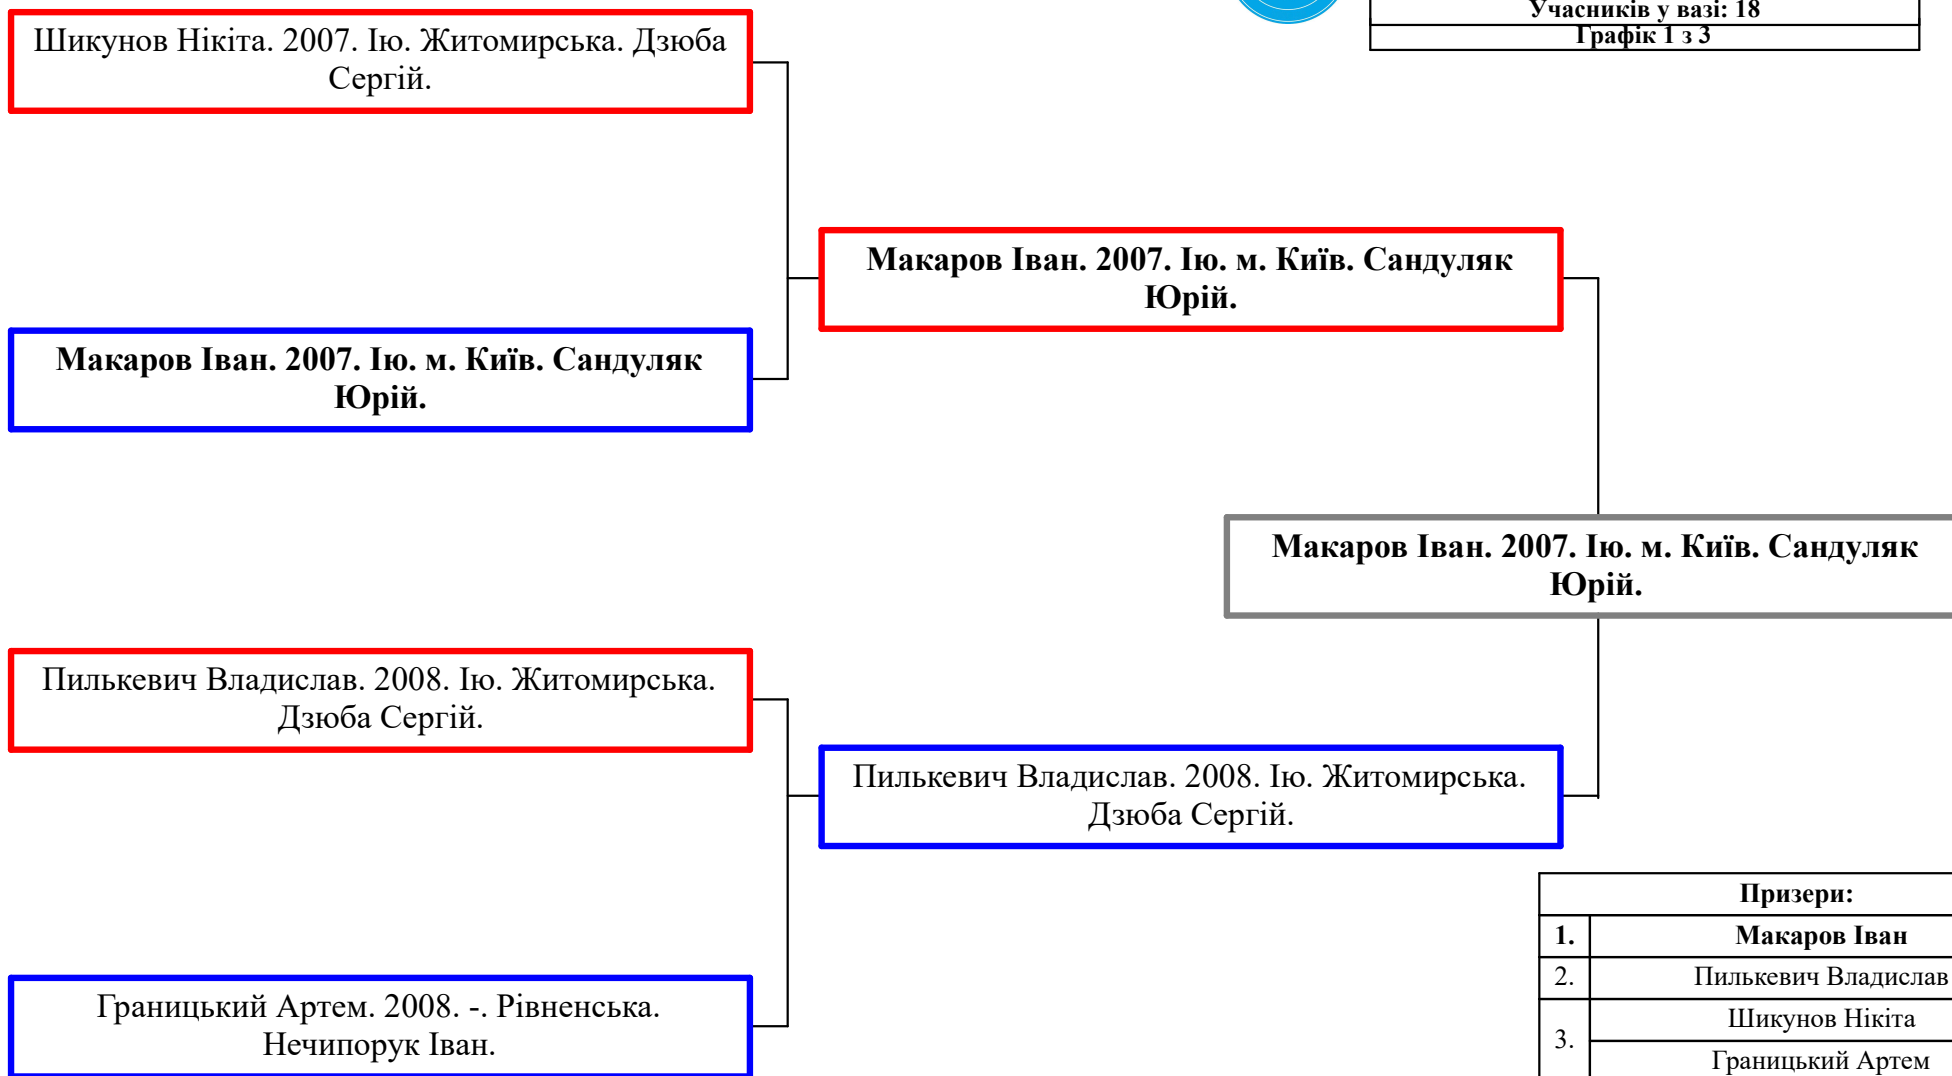 Учасників у вазі: 18
Графік 1 з 3
Шикунов Нікіта. 2007. Ію. Житомирська. Дзюба
Сергій.
Макаров Іван. 2007. Ію. м. Київ. Сандуляк
Юрій.
Макаров Іван. 2007. Ію. м. Київ. Сандуляк
Юрій.
Макаров Іван. 2007. Ію. м. Київ. Сандуляк
Юрій.
Пилькевич Владислав. 2008. Ію. Житомирська.
Дзюба Сергій.
Пилькевич Владислав. 2008. Ію. Житомирська.
Дзюба Сергій.
Границький Артем. 2008. -. Рівненська.
Нечипорук Іван.
Призери:
1. Макаров Іван
2. Пилькевич Владислав
3. Шикунов Нікіта
Границький Артем